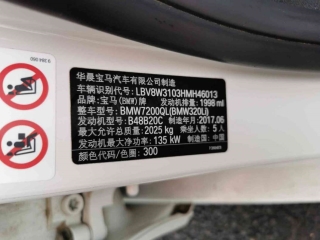 华晨宝马汽车有限公司制造
车辆识别代号: LBV8W3103HMH46013
品牌: 宝马(BMW)牌 发动机排量: 1998 ml
整车型号: BMW7200QL(BMW320Li)
发动机型号: B48B20C 制造年月: 2017.06
最大允许总质量: 2025 kg 乘坐人数: 5 人
发动机最大净功率: 135 kW 制造国: 中国
颜色代码/色圈: 300